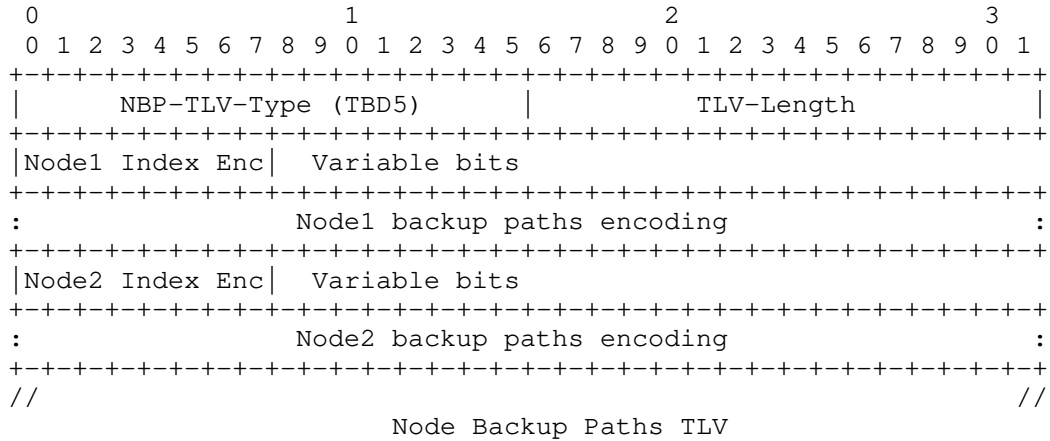 0                   1                   2                   3
 0 1 2 3 4 5 6 7 8 9 0 1 2 3 4 5 6 7 8 9 0 1 2 3 4 5 6 7 8 9 0 1
+-+-+-+-+-+-+-+-+-+-+-+-+-+-+-+-+-+-+-+-+-+-+-+-+-+-+-+-+-+-+-+
|      NBP-TLV-Type (TBD5)      |          TLV-Length           |
+-+-+-+-+-+-+-+-+-+-+-+-+-+-+-+-+-+-+-+-+-+-+-+-+-+-+-+-+-+-+-+
|Node1 Index Enc|  Variable bits
+-+-+-+-+-+-+-+-+-+-+-+-+-+-+-+-+-+-+-+-+-+-+-+-+-+-+-+-+-+-+-+
:                 Node1 backup paths encoding                   :
+-+-+-+-+-+-+-+-+-+-+-+-+-+-+-+-+-+-+-+-+-+-+-+-+-+-+-+-+-+-+-+
|Node2 Index Enc|  Variable bits
+-+-+-+-+-+-+-+-+-+-+-+-+-+-+-+-+-+-+-+-+-+-+-+-+-+-+-+-+-+-+-+
:                 Node2 backup paths encoding                   :
+-+-+-+-+-+-+-+-+-+-+-+-+-+-+-+-+-+-+-+-+-+-+-+-+-+-+-+-+-+-+-+
//                                                             //
                       Node Backup Paths TLV